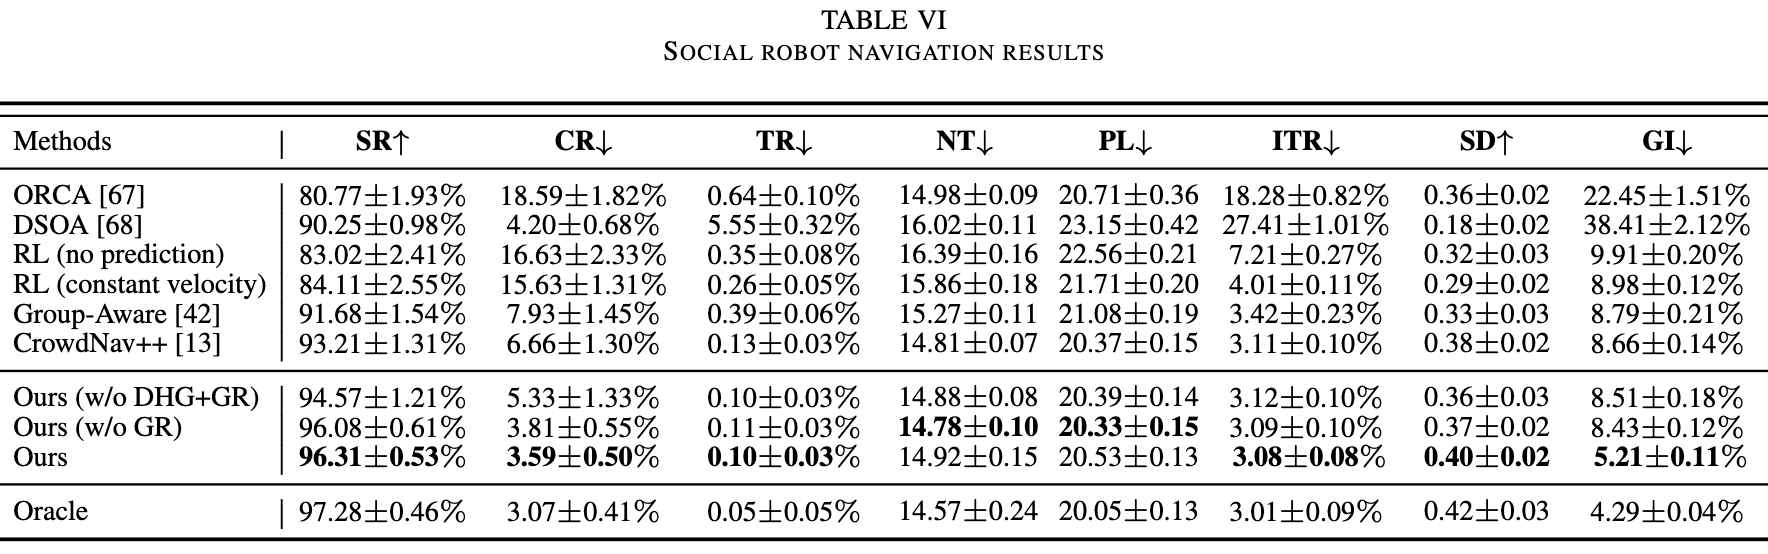 TABLE VI
SOCIAL ROBOT NAVIGATION RESULTS
Methods | SR↑ CR↓ TR↓ NT↓ PL↓ ITR↓ SD↑ GI↓
ORCA [67] 80.77±1.93% 18.59±1.82% 0.64±0.10% 14.98±0.09 20.71±0.36 18.28±0.82% 0.36±0.02 22.45±1.51%
DSOA [68] 90.25±0.98% 4.20±0.68% 5.55±0.32% 16.02±0.11 23.15±0.42 27.41±1.01% 0.18±0.02 38.41±2.12%
RL (no prediction) 83.02±2.41% 16.63±2.33% 0.35±0.08% 16.39±0.16 22.56±0.21 7.21±0.27% 0.32±0.03 9.91±0.20%
RL (constant velocity) 84.11±2.55% 15.63±1.31% 0.26±0.05% 15.86±0.18 21.71±0.20 4.01±0.11% 0.29±0.02 8.98±0.12%
Group-Aware [42] 91.68±1.54% 7.93±1.45% 0.39±0.06% 15.27±0.11 21.08±0.19 3.42±0.23% 0.33±0.03 8.79±0.21%
CrowdNav++ [13] 93.21±1.31% 6.66±1.30% 0.13±0.03% 14.81±0.07 20.37±0.15 3.11±0.10% 0.38±0.02 8.66±0.14%
Ours (w/o DHG+GR) 94.57±1.21% 5.33±1.33% 0.10±0.03% 14.88±0.08 20.39±0.14 3.12±0.10% 0.36±0.03 8.51±0.18%
Ours (w/o GR) 96.08±0.61% 3.81±0.55% 0.11±0.03% 14.78±0.10 20.33±0.15 3.09±0.10% 0.37±0.02 8.43±0.12%
Ours 96.31±0.53% 3.59±0.50% 0.10±0.03% 14.92±0.15 20.53±0.13 3.08±0.08% 0.40±0.02 5.21±0.11%
Oracle 97.28±0.46% 3.07±0.41% 0.05±0.05% 14.57±0.24 20.05±0.13 3.01±0.09% 0.42±0.03 4.29±0.04%